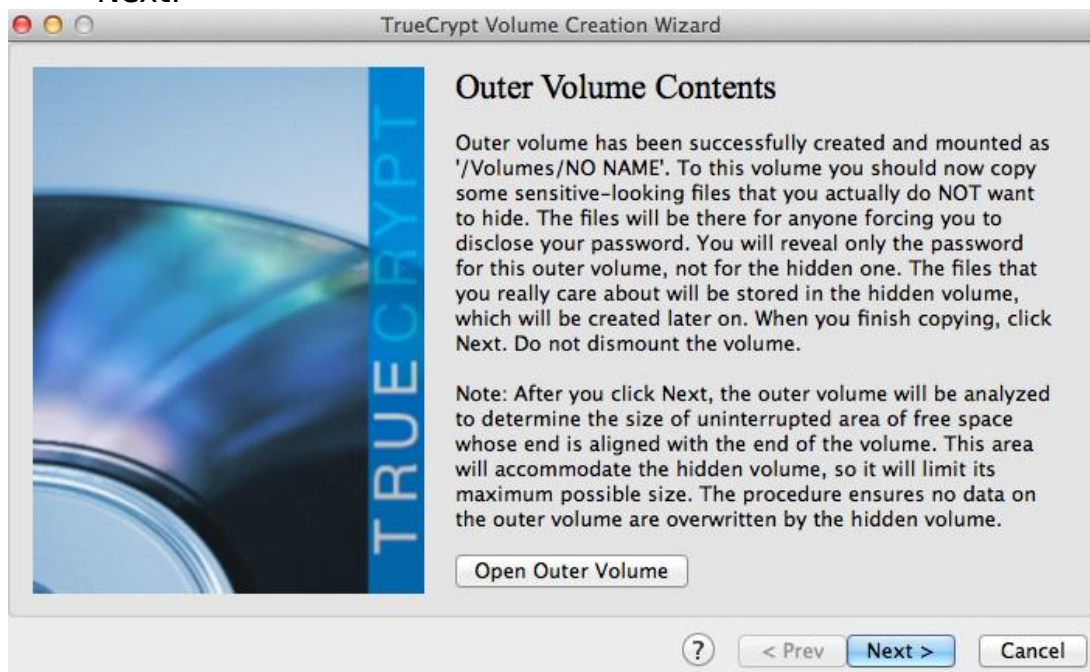 Next.
TrueCrypt Volume Creation Wizard
TRUECRYPT
Outer Volume Contents
Outer volume has been successfully created and mounted as
'/Volumes/NO NAME'. To this volume you should now copy
some sensitive-looking files that you actually do NOT want
to hide. The files will be there for anyone forcing you to
disclose your password. You will reveal only the password
for this outer volume, not for the hidden one. The files that
you really care about will be stored in the hidden volume,
which will be created later on. When you finish copying, click
Next. Do not dismount the volume.
Note: After you click Next, the outer volume will be analyzed
to determine the size of uninterrupted area of free space
whose end is aligned with the end of the volume. This area
will accommodate the hidden volume, so it will limit its
maximum possible size. The procedure ensures no data on
the outer volume are overwritten by the hidden volume.
Open Outer Volume
? < Prev Next > Cancel